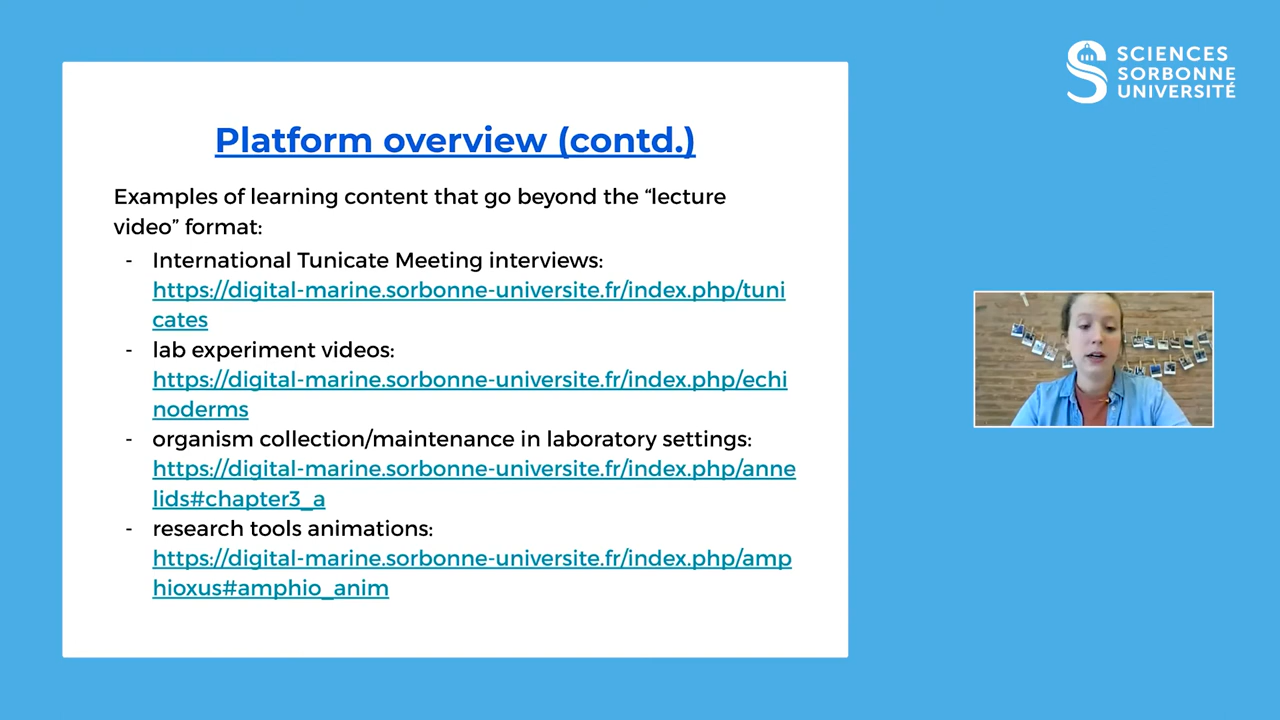 SCIENCES
SORBONNE
UNIVERSITÉ
Platform overview (contd.)
Examples of learning content that go beyond the “lecture
video” format:
- International Tunicate Meeting interviews:
https://digital-marine.sorbonne-universite.fr/index.php/tuni
cates
- lab experiment videos:
https://digital-marine.sorbonne-universite.fr/index.php/echi
noderms
- organism collection/maintenance in laboratory settings:
https://digital-marine.sorbonne-universite.fr/index.php/anne
lids#chapter3_a
- research tools animations:
https://digital-marine.sorbonne-universite.fr/index.php/amp
hioxus#amphio_anim